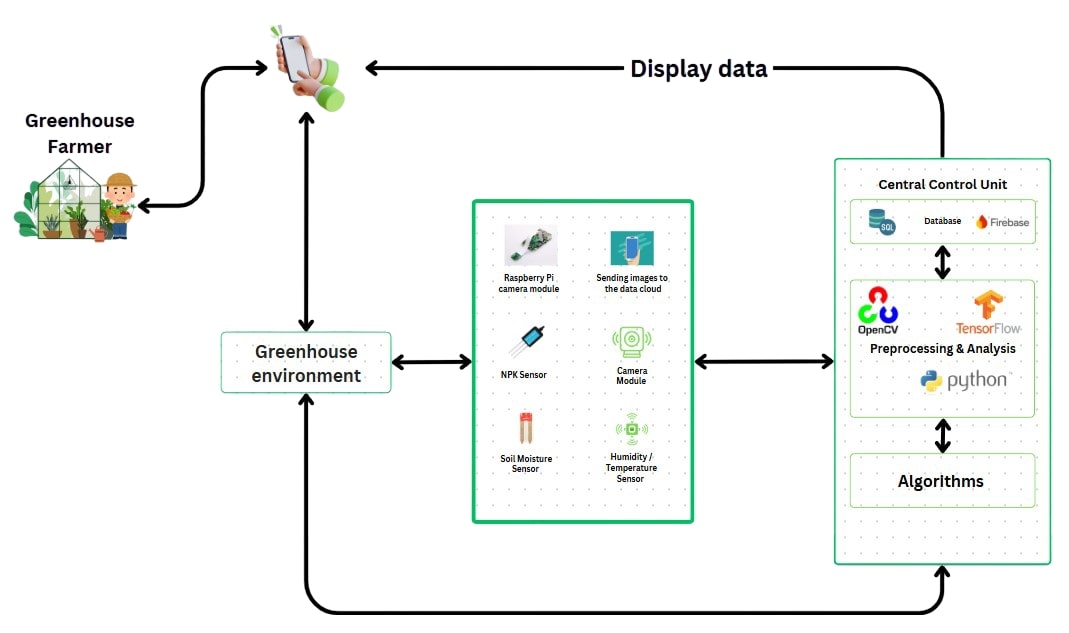 Display data
Greenhouse
Farmer
Central Control Unit
SQL
Database
Firebase
Raspberry Pi
camera module
Sending images to
the data cloud
OpenCV
TensorFlow
Preprocessing & Analysis
python™
Greenhouse
environment
NPK Sensor
Camera
Module
Soil Moisture
Sensor
Humidity /
Temperature
Sensor
Algorithms